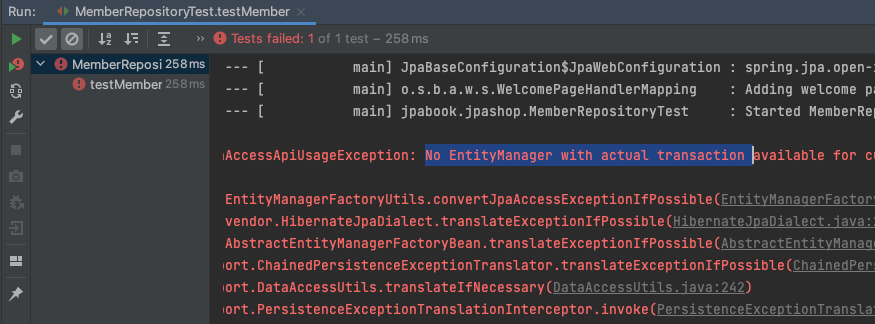 Run: MemberRepositoryTest.testMember ×
Tests failed: 1 of 1 test – 258 ms
MemberReposi 258 ms
testMember 258 ms
--- [ main] JpaBaseConfiguration$JpaWebConfiguration : spring.jpa.open-
--- [ main] o.s.b.a.w.s.WelcomePageHandlerMapping : Adding welcome pa
--- [ main] jpabook.jpashop.MemberRepositoryTest : Started MemberRep
AccessApiUsageException: No EntityManager with actual transaction available for cu
EntityManagerFactoryUtils.convertJpaAccessExceptionIfPossible(EntityManagerFactory
vendor.HibernateJpaDialect.translateExceptionIfPossible(HibernateJpaDialect.java:
AbstractEntityManagerFactoryBean.translateExceptionIfPossible(AbstractEntityManage
ort.ChainedPersistenceExceptionTranslator.translateExceptionIfPossible(ChainedPers
ort.DataAccessUtils.translateIfNecessary(DataAccessUtils.java:242)
ort.PersistenceExceptionTranslationInterceptor.invoke(PersistenceExceptionTranslat